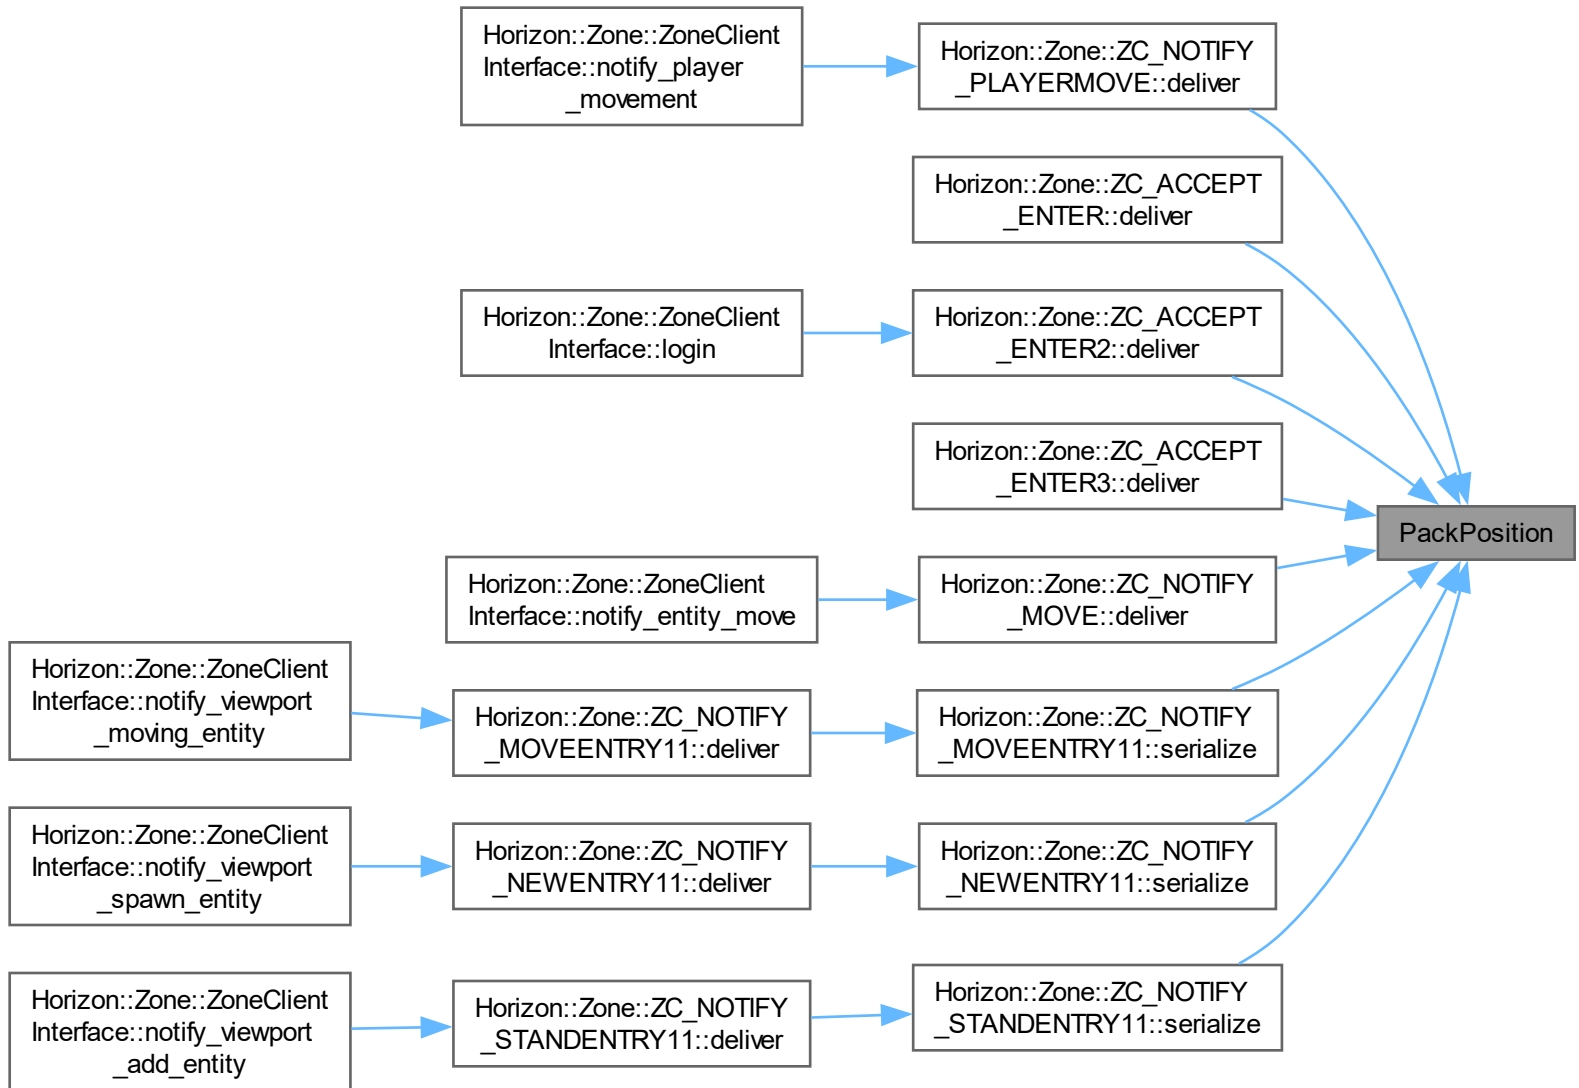 Horizon::Zone::ZoneClient
Interface::notify_player
_movement
Horizon::Zone::ZC_NOTIFY
_PLAYERMOVE::deliver
Horizon::Zone::ZC_ACCEPT
_ENTER::deliver
Horizon::Zone::ZoneClient
Interface::login
Horizon::Zone::ZC_ACCEPT
_ENTER2::deliver
Horizon::Zone::ZC_ACCEPT
_ENTER3::deliver
PackPosition
Horizon::Zone::ZoneClient
Interface::notify_entity_move
Horizon::Zone::ZC_NOTIFY
_MOVE::deliver
Horizon::Zone::ZoneClient
Interface::notify_viewport
_moving_entity
Horizon::Zone::ZC_NOTIFY
_MOVEENTRY11::deliver
Horizon::Zone::ZC_NOTIFY
_MOVEENTRY11::serialize
Horizon::Zone::ZoneClient
Interface::notify_viewport
_spawn_entity
Horizon::Zone::ZC_NOTIFY
_NEWENTRY11::deliver
Horizon::Zone::ZC_NOTIFY
_NEWENTRY11::serialize
Horizon::Zone::ZoneClient
Interface::notify_viewport
_add_entity
Horizon::Zone::ZC_NOTIFY
_STANDENTRY11::deliver
Horizon::Zone::ZC_NOTIFY
_STANDENTRY11::serialize